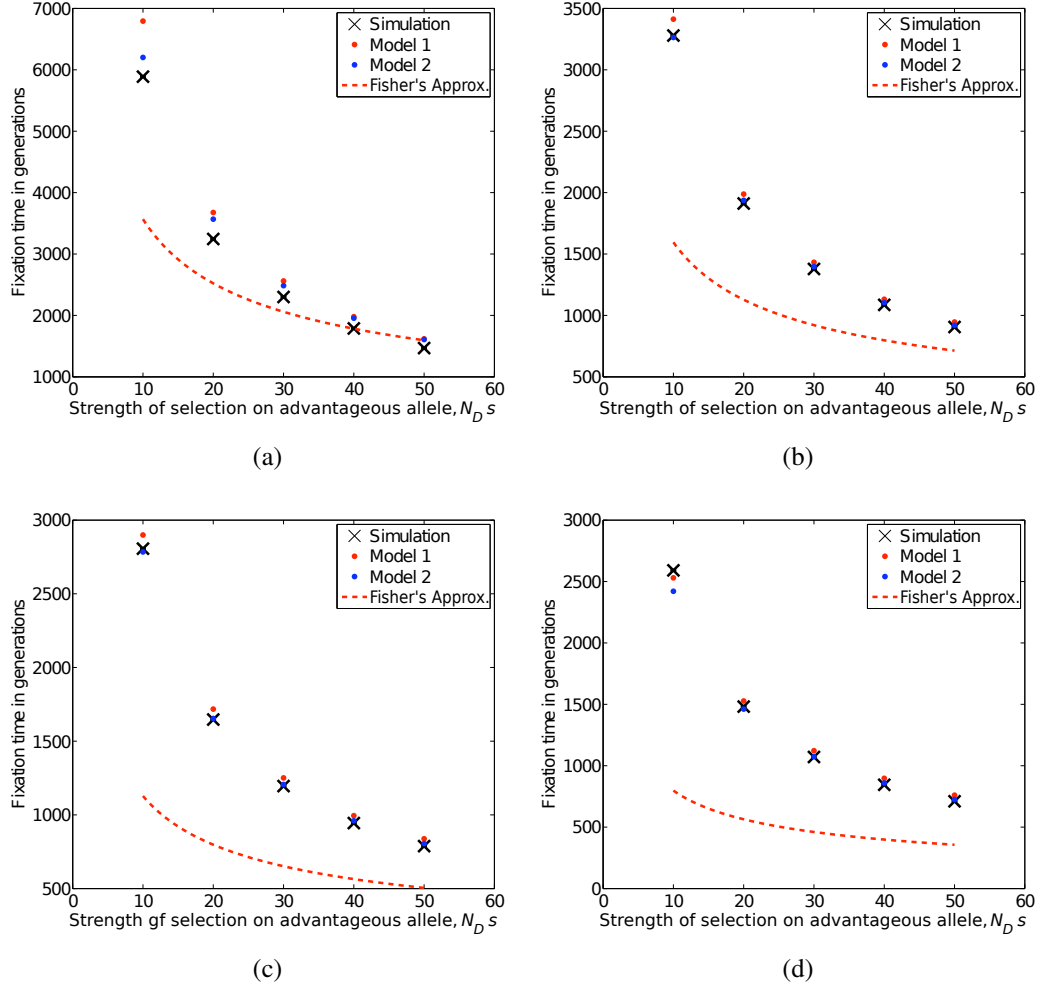 7000
6000
5000
4000
3000
2000
1000
0
10
20
30
40
50
60
Fixation time in generations
Strength of selection on advantageous allele, N_D s
Simulation
Model 1
Model 2
Fisher's Approx.
(a)
3500
3000
2500
2000
1500
1000
500
0
10
20
30
40
50
60
Fixation time in generations
Strength of selection on advantageous allele, N_D s
Simulation
Model 1
Model 2
Fisher's Approx.
(b)
3000
2500
2000
1500
1000
500
0
10
20
30
40
50
60
Fixation time in generations
Strength gf selection on advantageous allele, N_D s
Simulation
Model 1
Model 2
Fisher's Approx.
(c)
3000
2500
2000
1500
1000
500
0
0
10
20
30
40
50
60
Fixation time in generations
Strength of selection on advantageous allele, N_D s
Simulation
Model 1
Model 2
Fisher's Approx.
(d)